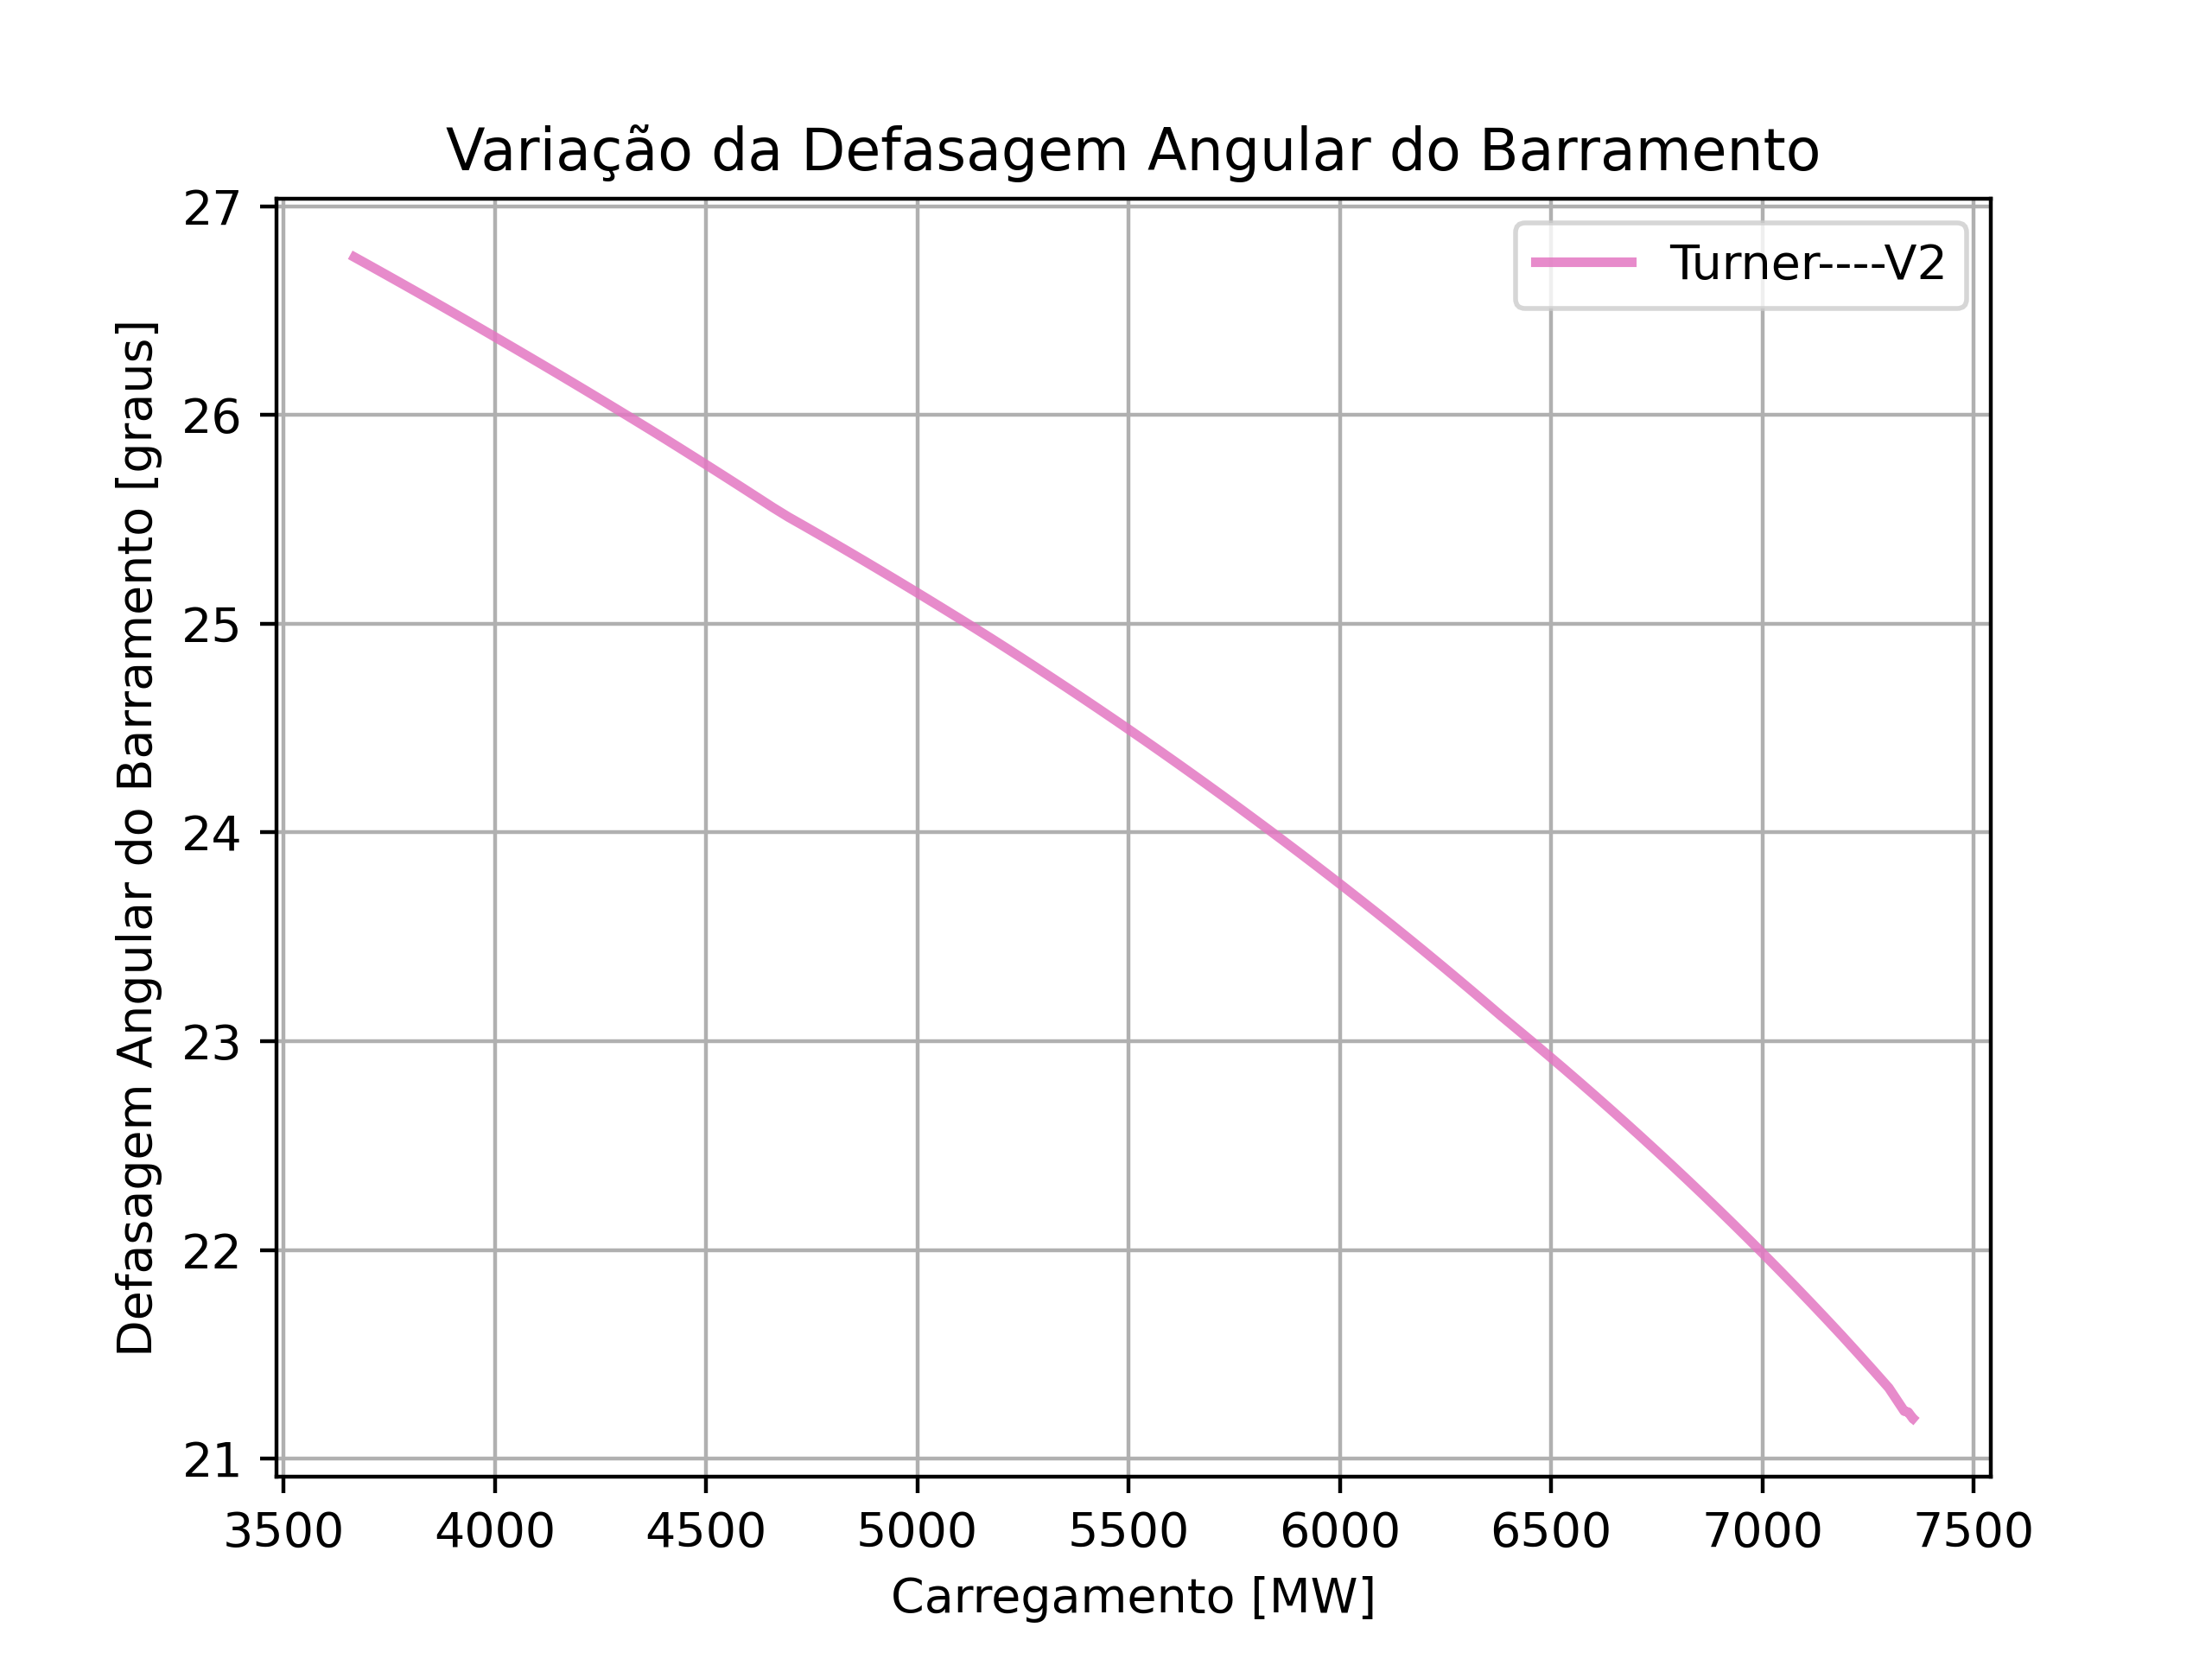 Variação da Defasagem Angular do Barramento
Turner----V2
Defasagem Angular do Barramento [graus]
27
26
25
24
23
22
21
3500 4000 4500 5000 5500 6000 6500 7000 7500
Carregamento [MW]